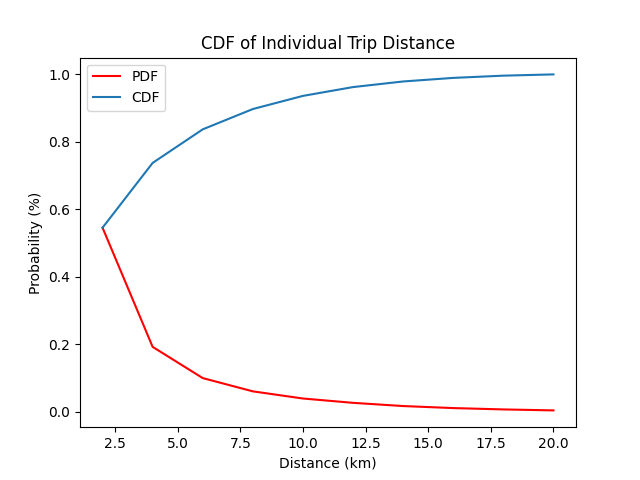 CDF of Individual Trip Distance
PDF
CDF
1.0
0.8
0.6
0.4
0.2
0.0
Probability (%)
2.5 5.0 7.5 10.0 12.5 15.0 17.5 20.0
Distance (km)